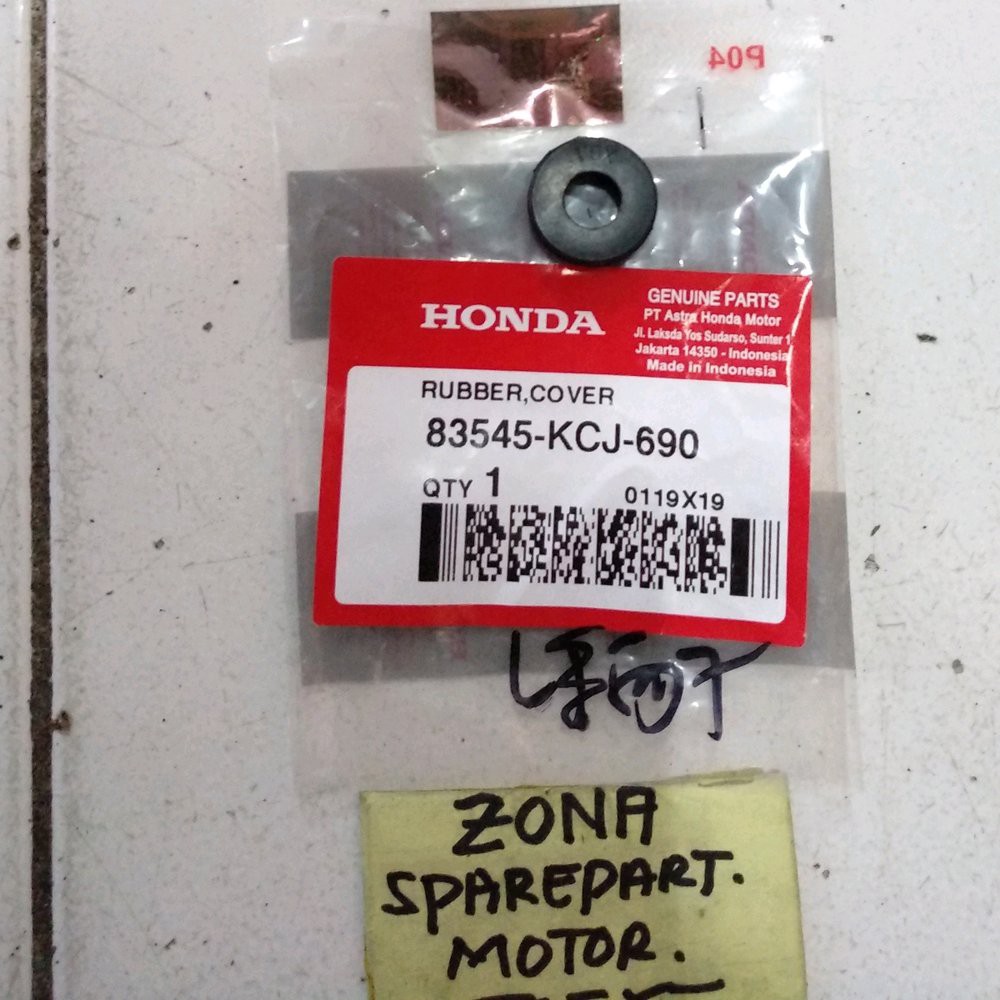 P04
HONDA
GENUINE PARTS
PT Astra Honda Motor
Jl. Laksda Yos Sudarso, Sunter 1
Jakarta 14350 - Indonesia
Made in Indonesia
RUBBER,COVER
83545-KCJ-690
QTY 1
0119X19
ZONA
SPAREPART.
MOTOR.